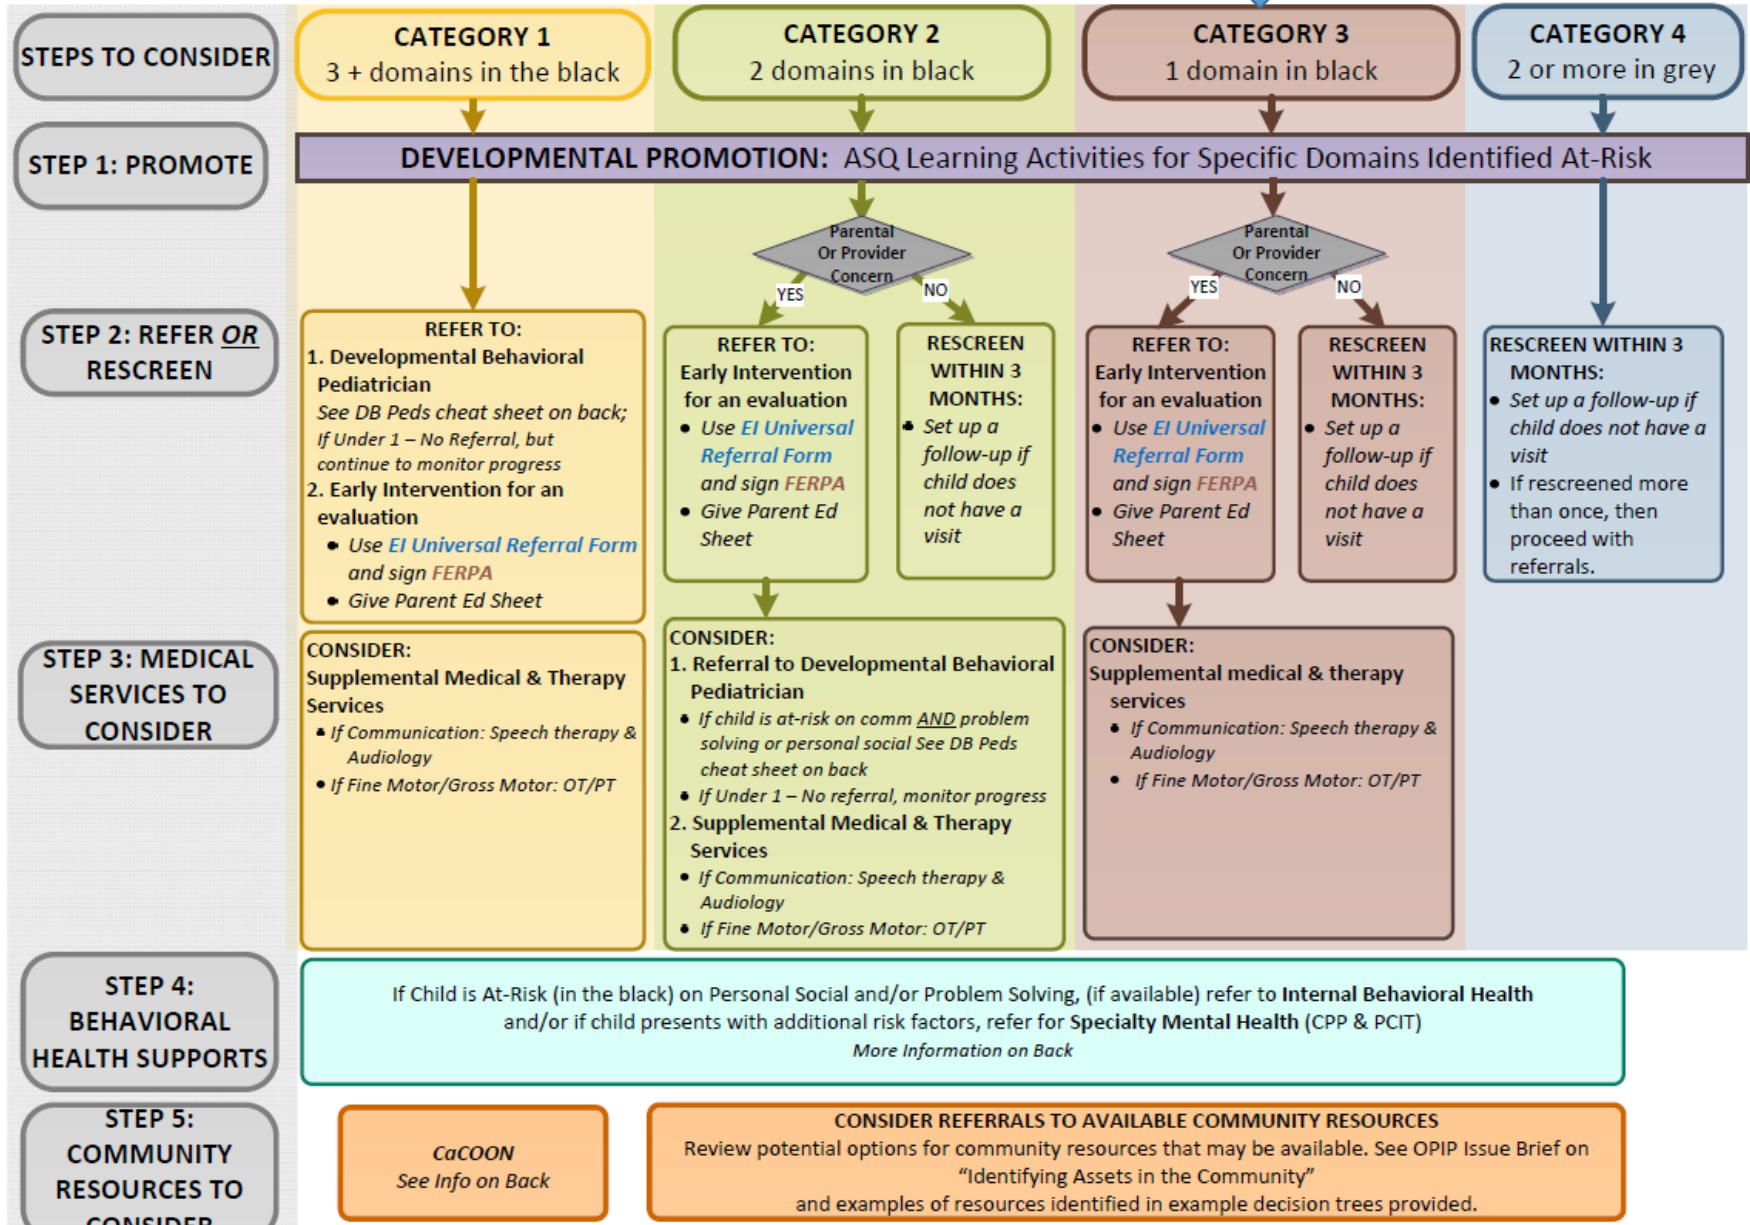 STEPS TO CONSIDER
CATEGORY 1
3 + domains in the black
CATEGORY 2
2 domains in black
CATEGORY 3
1 domain in black
CATEGORY 4
2 or more in grey
STEP 1: PROMOTE
DEVELOPMENTAL PROMOTION: ASQ Learning Activities for Specific Domains Identified At-Risk
Parental
Or Provider
Concern
YES
NO
Parental
Or Provider
Concern
YES
NO
STEP 2: REFER OR
RESCREEN
REFER TO:
1. Developmental Behavioral
Pediatrician
See DB Peds cheat sheet on back;
If Under 1 – No Referral, but
continue to monitor progress
2. Early Intervention for an
evaluation
• Use EI Universal Referral Form
and sign FERPA
• Give Parent Ed Sheet
REFER TO:
Early Intervention
for an evaluation
• Use EI Universal
Referral Form
and sign FERPA
• Give Parent Ed
Sheet
RESCREEN
WITHIN 3
MONTHS:
• Set up a
follow-up if
child does
not have a
visit
REFER TO:
Early Intervention
for an evaluation
• Use EI Universal
Referral Form
and sign FERPA
• Give Parent Ed
Sheet
RESCREEN
WITHIN 3
MONTHS:
• Set up a
follow-up if
child does
not have a
visit
RESCREEN WITHIN 3
MONTHS:
• Set up a follow-up if
child does not have a
visit
• If rescreened more
than once, then
proceed with
referrals.
STEP 3: MEDICAL
SERVICES TO
CONSIDER
CONSIDER:
Supplemental Medical & Therapy
Services
• If Communication: Speech therapy &
Audiology
• If Fine Motor/Gross Motor: OT/PT
CONSIDER:
1. Referral to Developmental Behavioral
Pediatrician
• If child is at-risk on comm AND problem
solving or personal social See DB Peds
cheat sheet on back
• If Under 1 – No referral, monitor progress
2. Supplemental Medical & Therapy
Services
• If Communication: Speech therapy &
Audiology
• If Fine Motor/Gross Motor: OT/PT
CONSIDER:
Supplemental medical & therapy
services
• If Communication: Speech therapy &
Audiology
• If Fine Motor/Gross Motor: OT/PT
STEP 4:
BEHAVIORAL
HEALTH SUPPORTS
If Child is At-Risk (in the black) on Personal Social and/or Problem Solving, (if available) refer to Internal Behavioral Health
and/or if child presents with additional risk factors, refer for Specialty Mental Health (CPP & PCIT)
More Information on Back
STEP 5:
COMMUNITY
RESOURCES TO
CONSIDER
CaCOON
See Info on Back
CONSIDER REFERRALS TO AVAILABLE COMMUNITY RESOURCES
Review potential options for community resources that may be available. See OPIP Issue Brief on
“Identifying Assets in the Community”
and examples of resources identified in example decision trees provided.